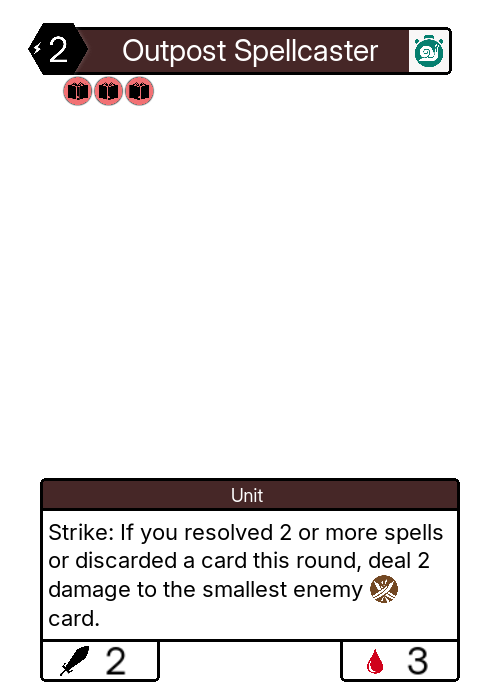 2 Outpost Spellcaster
Unit
Strike: If you resolved 2 or more spells
or discarded a card this round, deal 2
damage to the smallest enemy
card.
2 3